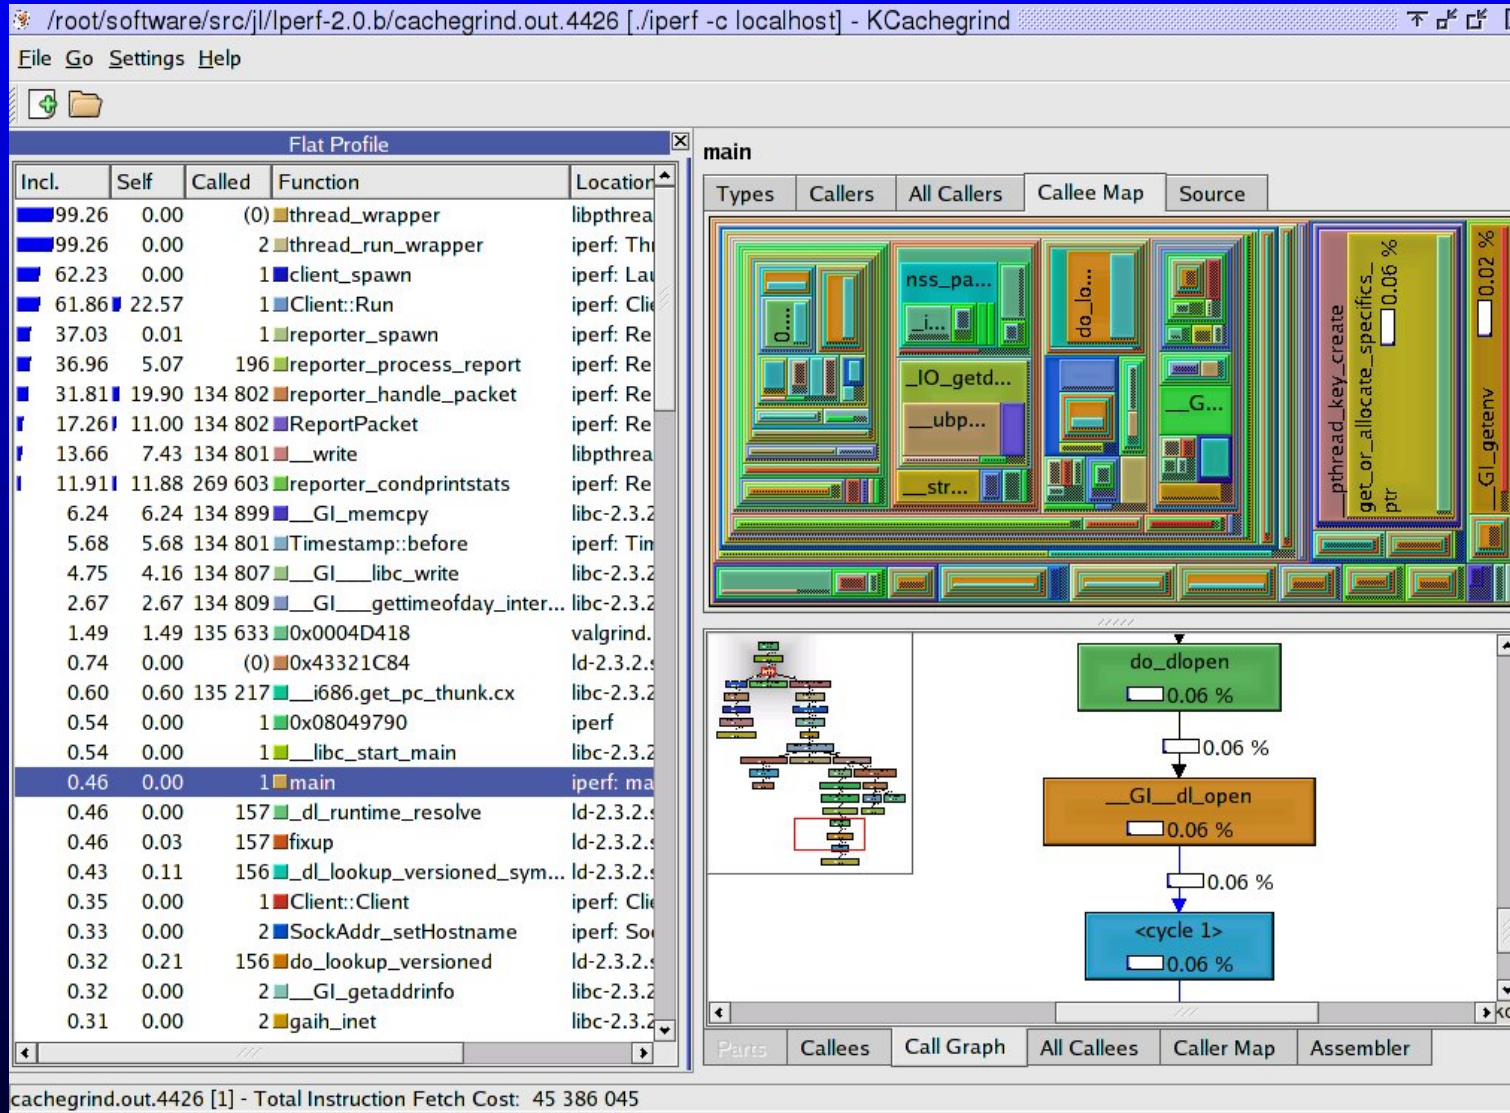 /root/software/src/jl/Iperf-2.0.b/cachegrind.out.4426 [./iperf -c localhost] - KCachegrind
File Go Settings Help
Flat Profile
Incl. Self Called Function Location
99.26 0.00 (0) thread_wrapper libpthrea
99.26 0.00 2 thread_run_wrapper iperf: Thr
62.23 0.00 1 client_spawn iperf: Lau
61.86 22.57 1 Client::Run iperf: Clie
37.03 0.01 1 reporter_spawn iperf: Re
36.96 5.07 196 reporter_process_report iperf: Re
31.81 19.90 134 802 reporter_handle_packet iperf: Re
17.26 11.00 134 802 ReportPacket iperf: Re
13.66 7.43 134 801 __write libpthrea
11.91 11.88 269 603 reporter_condprintstats iperf: Re
6.24 6.24 134 899 __GI_memcpy libc-2.3.2
5.68 5.68 134 801 Timestamp::before iperf: Tim
4.75 4.16 134 807 __GI___libc_write libc-2.3.2
2.67 2.67 134 809 __GI___gettimeofday_inter... libc-2.3.2
1.49 1.49 135 633 0x0004D418 valgrind.
0.74 0.00 (0) 0x43321C84 ld-2.3.2.s
0.60 0.60 135 217 __i686.get_pc_thunk.cx libc-2.3.2
0.54 0.00 1 0x08049790 iperf
0.54 0.00 1 __libc_start_main libc-2.3.2
0.46 0.00 1 main iperf: ma
0.46 0.00 157 _dl_runtime_resolve ld-2.3.2.s
0.46 0.03 157 fixup ld-2.3.2.s
0.43 0.11 156 _dl_lookup_versioned_sym... ld-2.3.2.s
0.35 0.00 1 Client::Client iperf: Clie
0.33 0.00 2 SockAddr_setHostname iperf: Soc
0.32 0.21 156 do_lookup_versioned ld-2.3.2.s
0.32 0.00 2 __GI_getaddrinfo libc-2.3.2
0.31 0.00 2 gaih_inet libc-2.3.2
main
Types Callers All Callers Callee Map Source
nss_pa...
_i...
_IO_getd...
__ubp...
__str...
do_lo...
__G...
__pthread_key_create
get_or_allocate_specifics_
ptr
0.06 %
__GI_getenv
0.02 %
do_dlopen
0.06 %
0.06 %
__GI__dl_open
0.06 %
0.06 %
<cycle 1>
0.06 %
Parts Callees Call Graph All Callees Caller Map Assembler
cachegrind.out.4426 [1] - Total Instruction Fetch Cost: 45 386 045